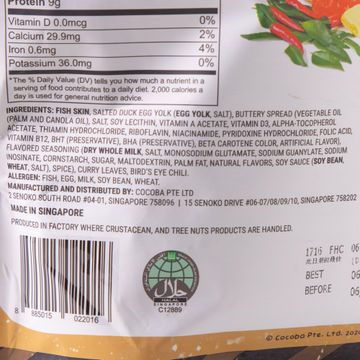 Protein 9g
Vitamin D 0.0mcg 0%
Calcium 29.9mg 2%
Iron 0.6mg 4%
Potassium 36.0mg 0%
*The % Daily Value (DV) tells you how much a nutrient in a
serving of food contributes to a daily diet. 2,000 calories a
day is used for general nutrition advice.
INGREDIENTS: FISH SKIN, SALTED DUCK EGG YOLK (EGG YOLK, SALT), BUTTERY SPREAD (VEGETABLE OIL
(PALM AND CANOLA OIL), SALT, SOY LECITHIN, VITAMIN A ACETATE, VITAMIN D3, ALPHA-TOCOPHEROL
ACETATE, THIAMIN HYDROCHLORIDE, RIBOFLAVIN, NIACINAMIDE, PYRIDOXINE HYDROCHLORIDE, FOLIC ACID,
VITAMIN B12, BHT (PRESERVATIVE), BHA (PRESERVATIVE), BETA CAROTENE COLOR, ARTIFICIAL FLAVOR),
FLAVORED SEASONING (DRY WHOLE MILK, SALT, MONOSODIUM GLUTAMATE, SODIUM GUANYLATE, SODIUM
INOSINATE, CORNSTARCH, SUGAR, MALTODEXTRIN, PALM FAT, NATURAL FLAVORS, SOY SAUCE (SOY BEAN,
WHEAT, SALT), SPICE), CURRY LEAVES, BIRD'S EYE CHILI.
ALLERGEN: FISH, EGG, MILK, SOY BEAN, WHEAT.
MANUFACTURED AND DISTRIBUTED BY: COCOBA PTE LTD
2 SENOKO SOUTH ROAD #04-01, SINGAPORE 758096 | 15 SENOKO DRIVE #06-07/08/09/10, SINGAPORE 758202
MADE IN SINGAPORE
PRODUCED IN FACTORY WHERE CRUSTACEAN, AND TREE NUTS PRODUCTS ARE HANDLED.
1716 FHC 06
BEST 06
BEFORE 06
حلال
HALAL
SINGAPORE
C12889
8 885015 022016
© Cocoba Pte. Ltd. 202